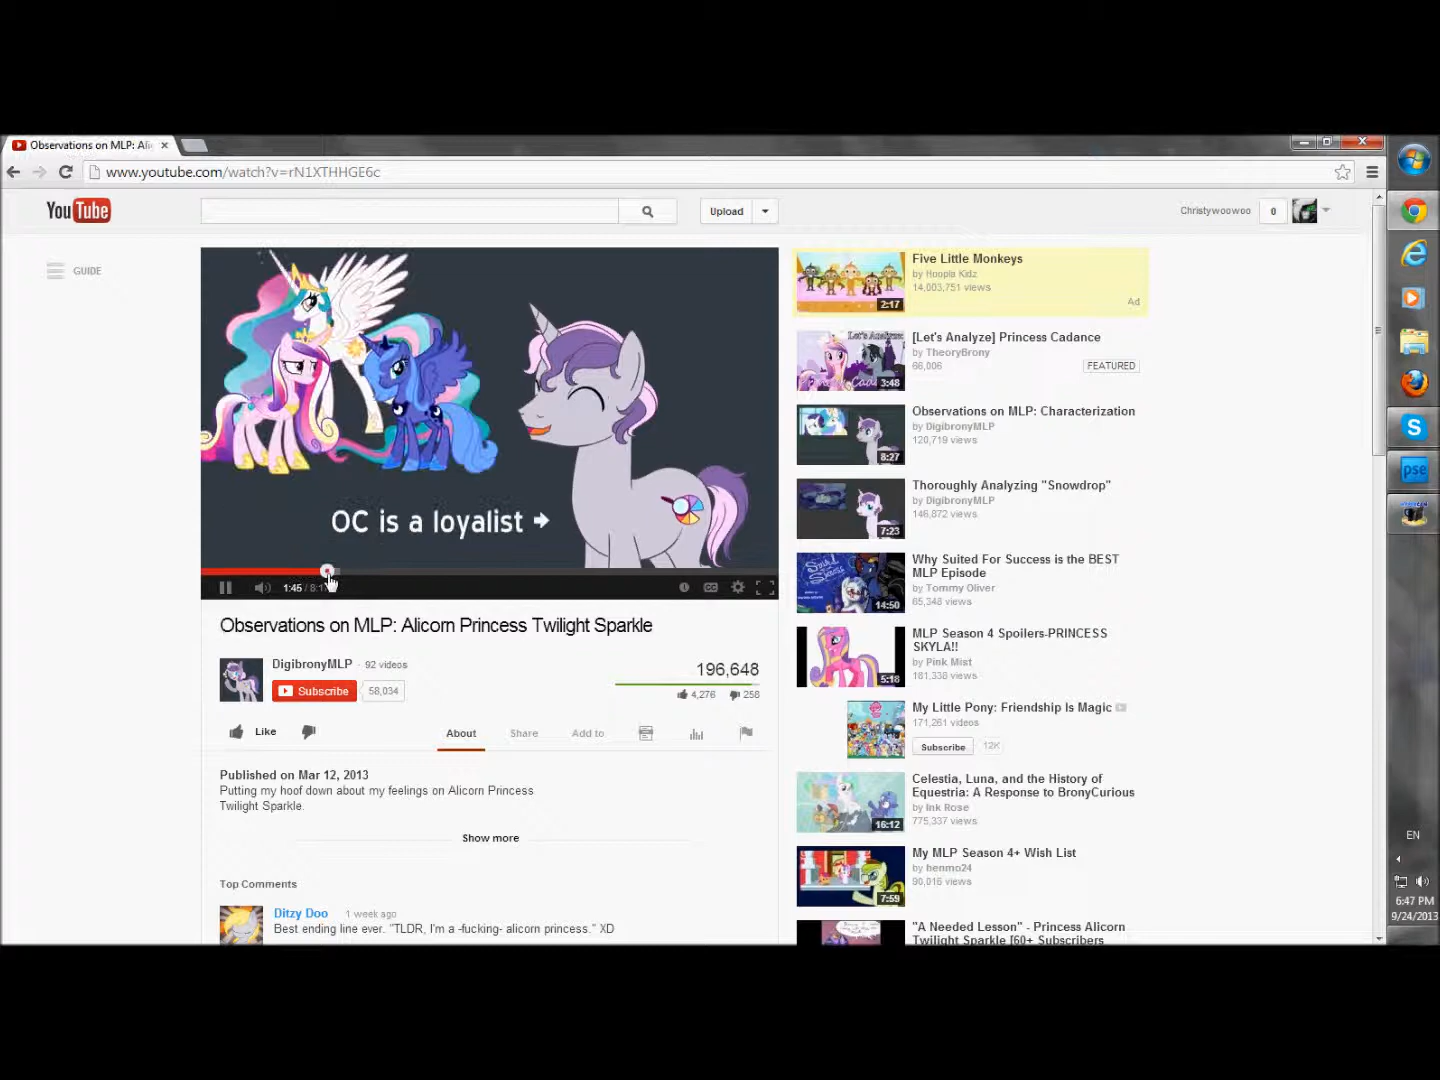 Observations on MLP: Ali
www.youtube.com/watch?v=rN1XTHHGE6c
YouTube
Upload
Christywoowoo
0
GUIDE
OC is a loyalist →
1:45 / 8:1
CC
Observations on MLP: Alicorn Princess Twilight Sparkle
DigibronyMLP · 92 videos
Subscribe
58,034
196,648
4,276
258
Like
About
Share
Add to
Published on Mar 12, 2013
Putting my hoof down about my feelings on Alicorn Princess
Twilight Sparkle.
Show more
Top Comments
Ditzy Doo 1 week ago
Best ending line ever. "TLDR, I'm a -fucking- alicorn princess." XD
Five Little Monkeys
by Hoopla Kidz
14,003,751 views
Ad
2:17
[Let's Analyze] Princess Cadance
by TheoryBrony
66,006
FEATURED
3:48
Observations on MLP: Characterization
by DigibronyMLP
120,719 views
8:27
Thoroughly Analyzing "Snowdrop"
by DigibronyMLP
146,872 views
7:23
Why Suited For Success is the BEST
MLP Episode
by Tommy Oliver
65,348 views
14:50
MLP Season 4 Spoilers-PRINCESS
SKYLA!!
by Pink Mist
181,338 views
5:18
My Little Pony: Friendship Is Magic
171,261 videos
Subscribe
12K
Celestia, Luna, and the History of
Equestria: A Response to BronyCurious
by Ink Rose
775,337 views
16:12
My MLP Season 4+ Wish List
by henmo24
90,016 views
7:59
"A Needed Lesson" - Princess Alicorn
Twilight Sparkle [60+ Subscribers
pse
EN
6:47 PM
9/24/2013